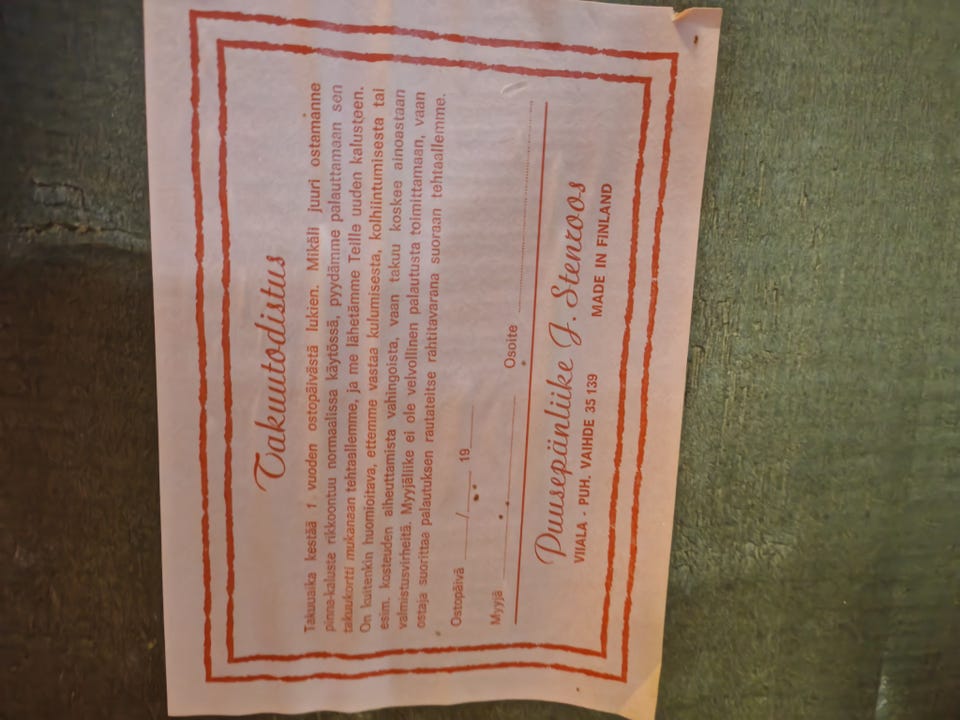 Takuutodistus
Takuuaika kestää 1 vuoden ostopäivästä lukien. Mikäli juuri ostamanne
pinna-kaluste rikkoontuu normaalissa käytössä, pyydämme palauttamaan sen
takuukortti mukanaan tehtaallemme, ja me lähetämme Teille uuden kalusteen.
On kuitenkin huomioitava, ettemme vastaa kulumisesta, kolhiintumisesta tai
esim. kosteuden aiheuttamista vahingoista, vaan takuu koskee ainoastaan
valmistusvirheitä. Myyjäliike ei ole velvollinen palautusta toimittamaan, vaan
ostaja suorittaa palautuksen rautateitse rahtitavarana suoraan tehtaallemme.
Ostopäivä ____/____ 19 ____
Myyjä .................... Osoite ....................
Puusepänliike J. Stenroos
VIIALA - PUH. VAIHDE 35 139 MADE IN FINLAND